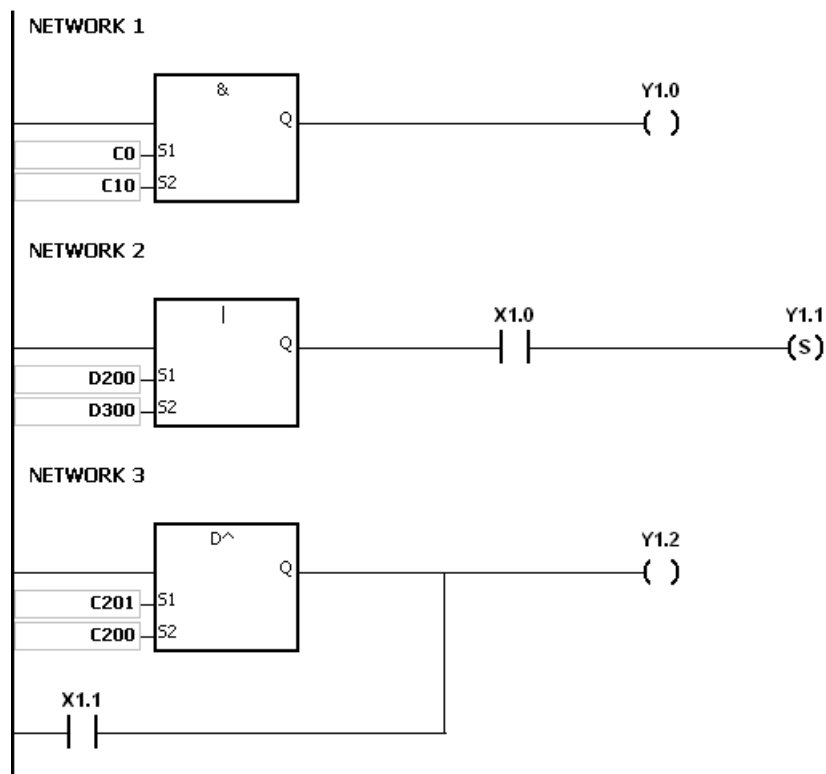 NETWORK 1
&
Y1.0
Q
( )
C0 S1
C10 S2
NETWORK 2
|
X1.0
Y1.1
Q
(S)
D200 S1
D300 S2
NETWORK 3
D^
Y1.2
Q
( )
C201 S1
C200 S2
X1.1